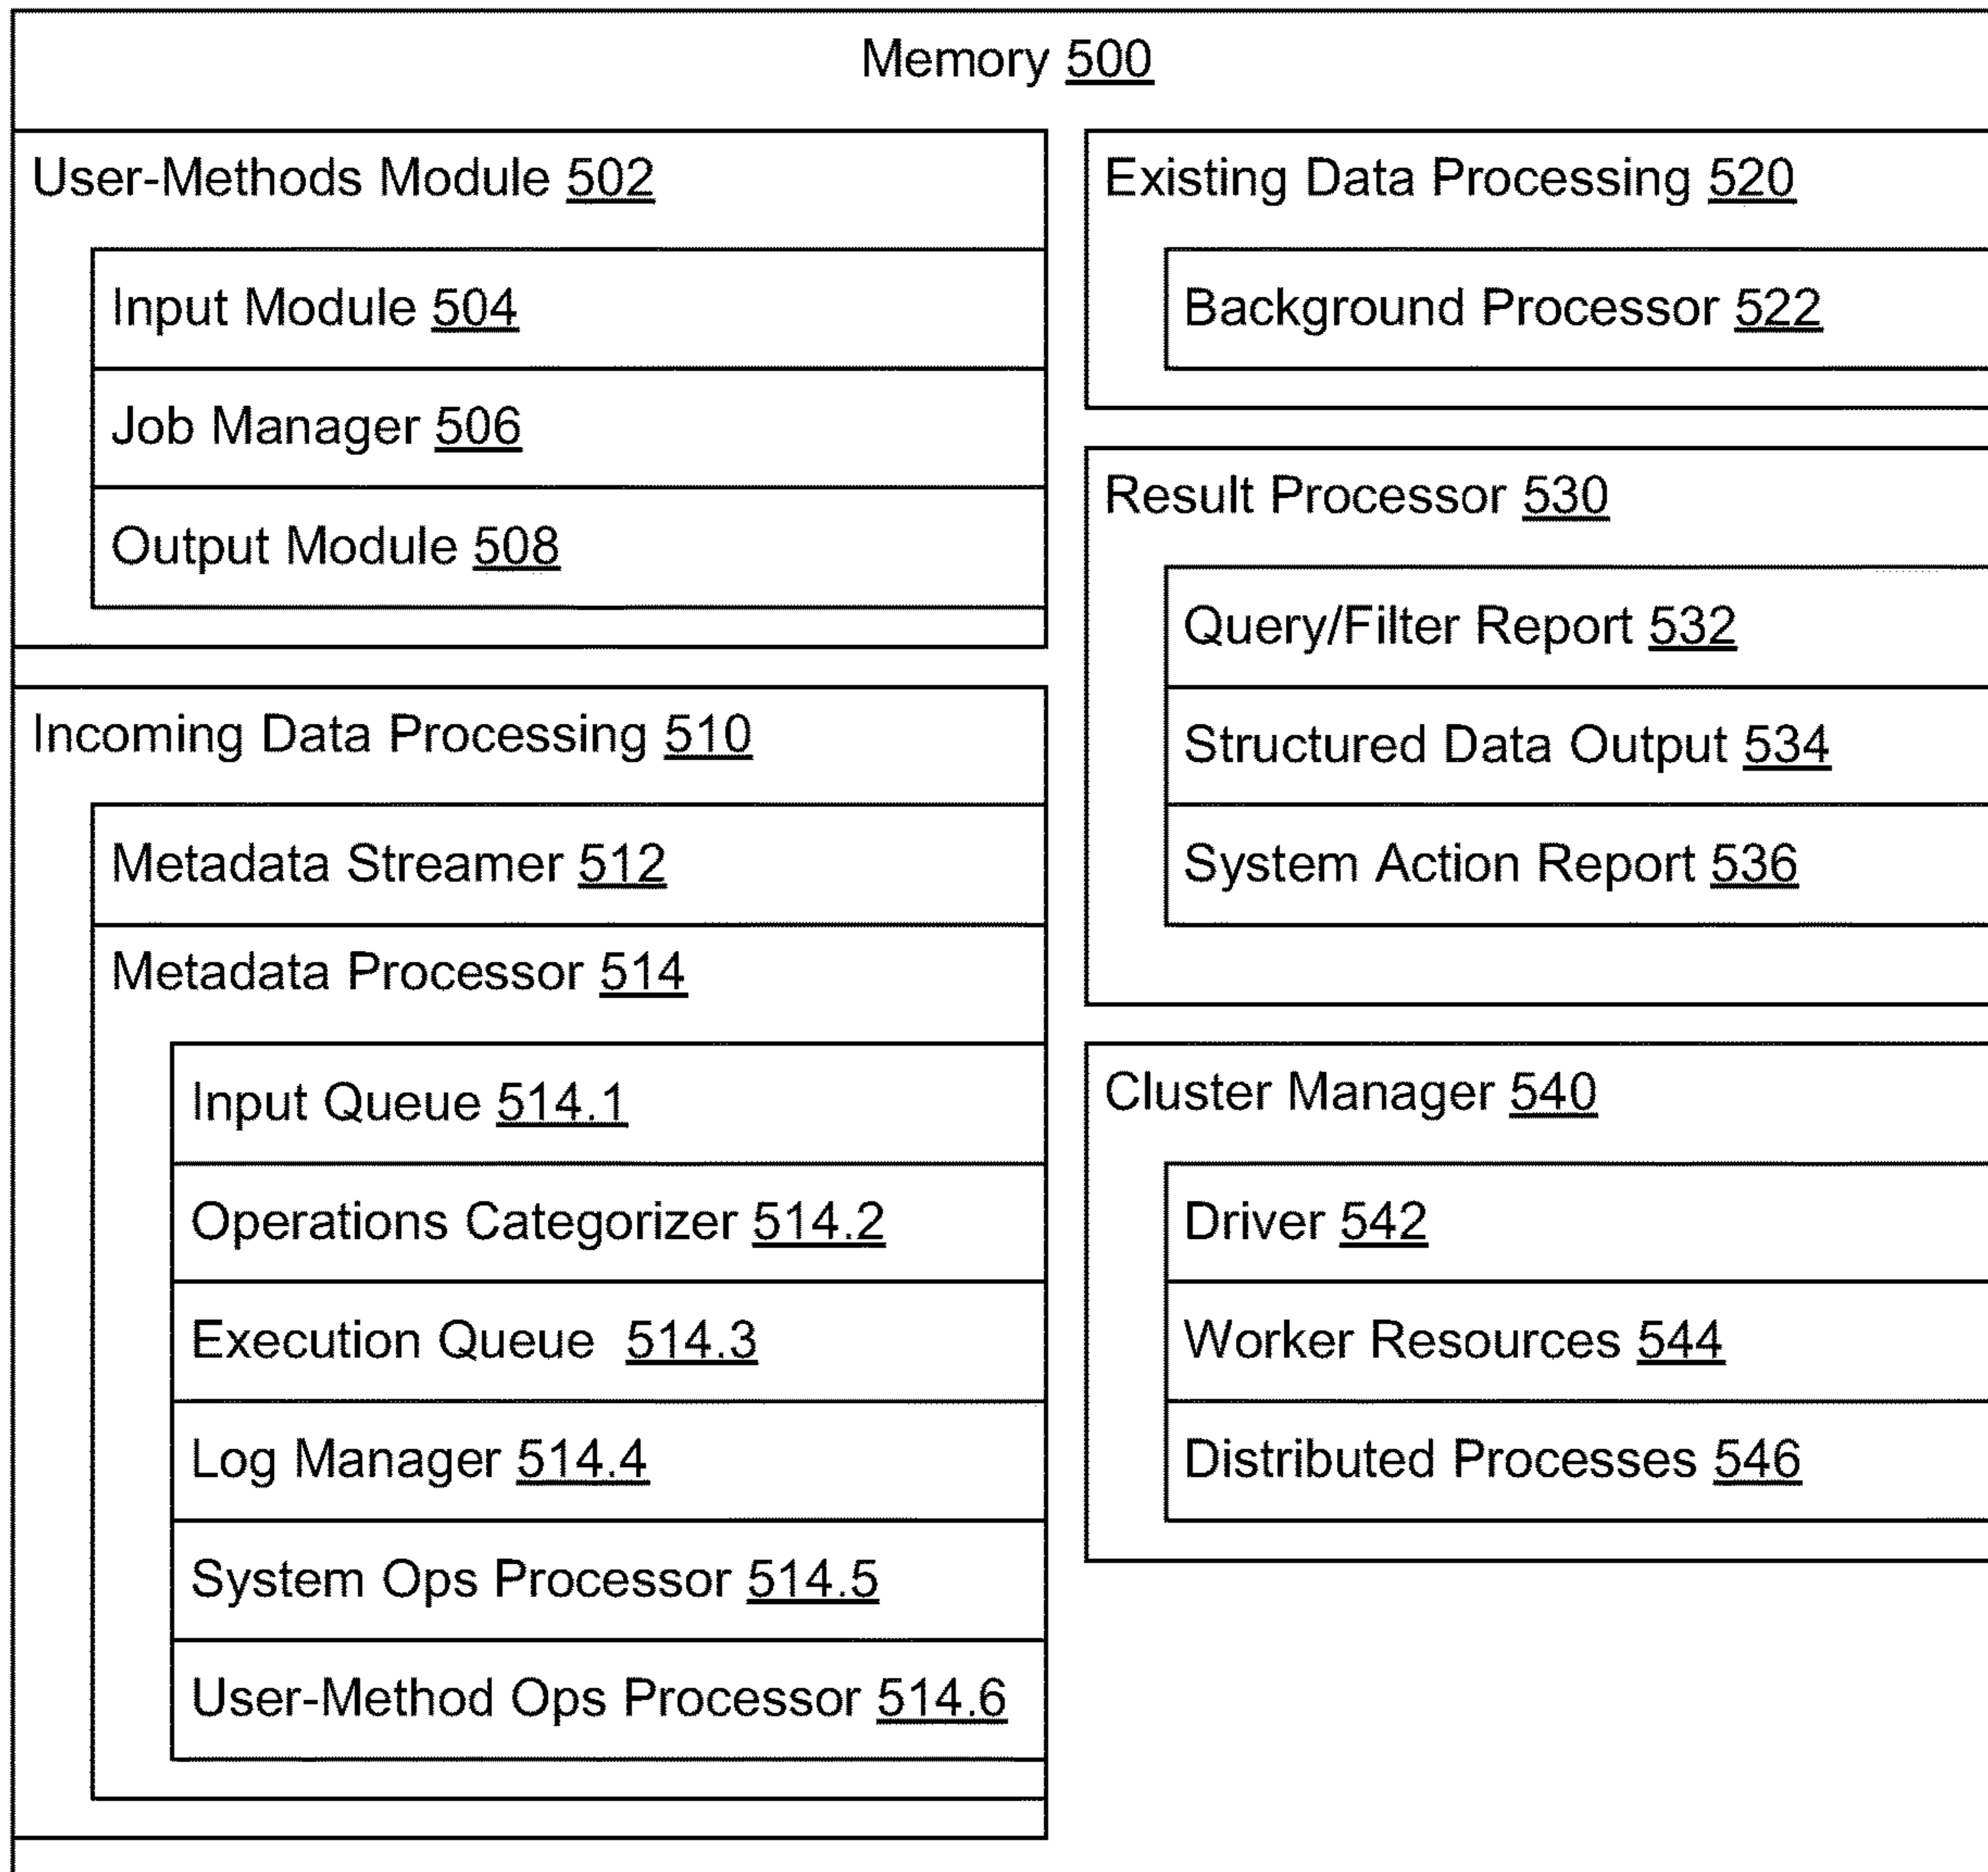 Memory 500
User-Methods Module 502
Input Module 504
Job Manager 506
Output Module 508
Incoming Data Processing 510
Metadata Streamer 512
Metadata Processor 514
Input Queue 514.1
Operations Categorizer 514.2
Execution Queue 514.3
Log Manager 514.4
System Ops Processor 514.5
User-Method Ops Processor 514.6
Existing Data Processing 520
Background Processor 522
Result Processor 530
Query/Filter Report 532
Structured Data Output 534
System Action Report 536
Cluster Manager 540
Driver 542
Worker Resources 544
Distributed Processes 546